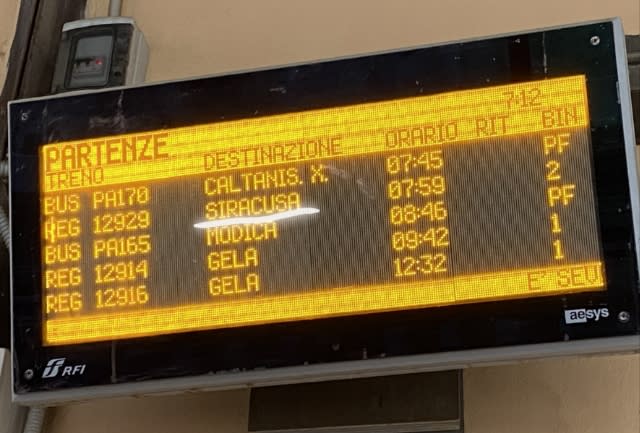 7:12
PARTENZE
TRENO DESTINAZIONE ORARIO RIT BIN
BUS PA170 CALTANIS. X. 07:45 PF
REG 12929 SIRACUSA 07:59 2
BUS PA165 MODICA 08:46 PF
REG 12914 GELA 09:42 1
REG 12916 GELA 12:32 1
E' SEV
RFI
aesys